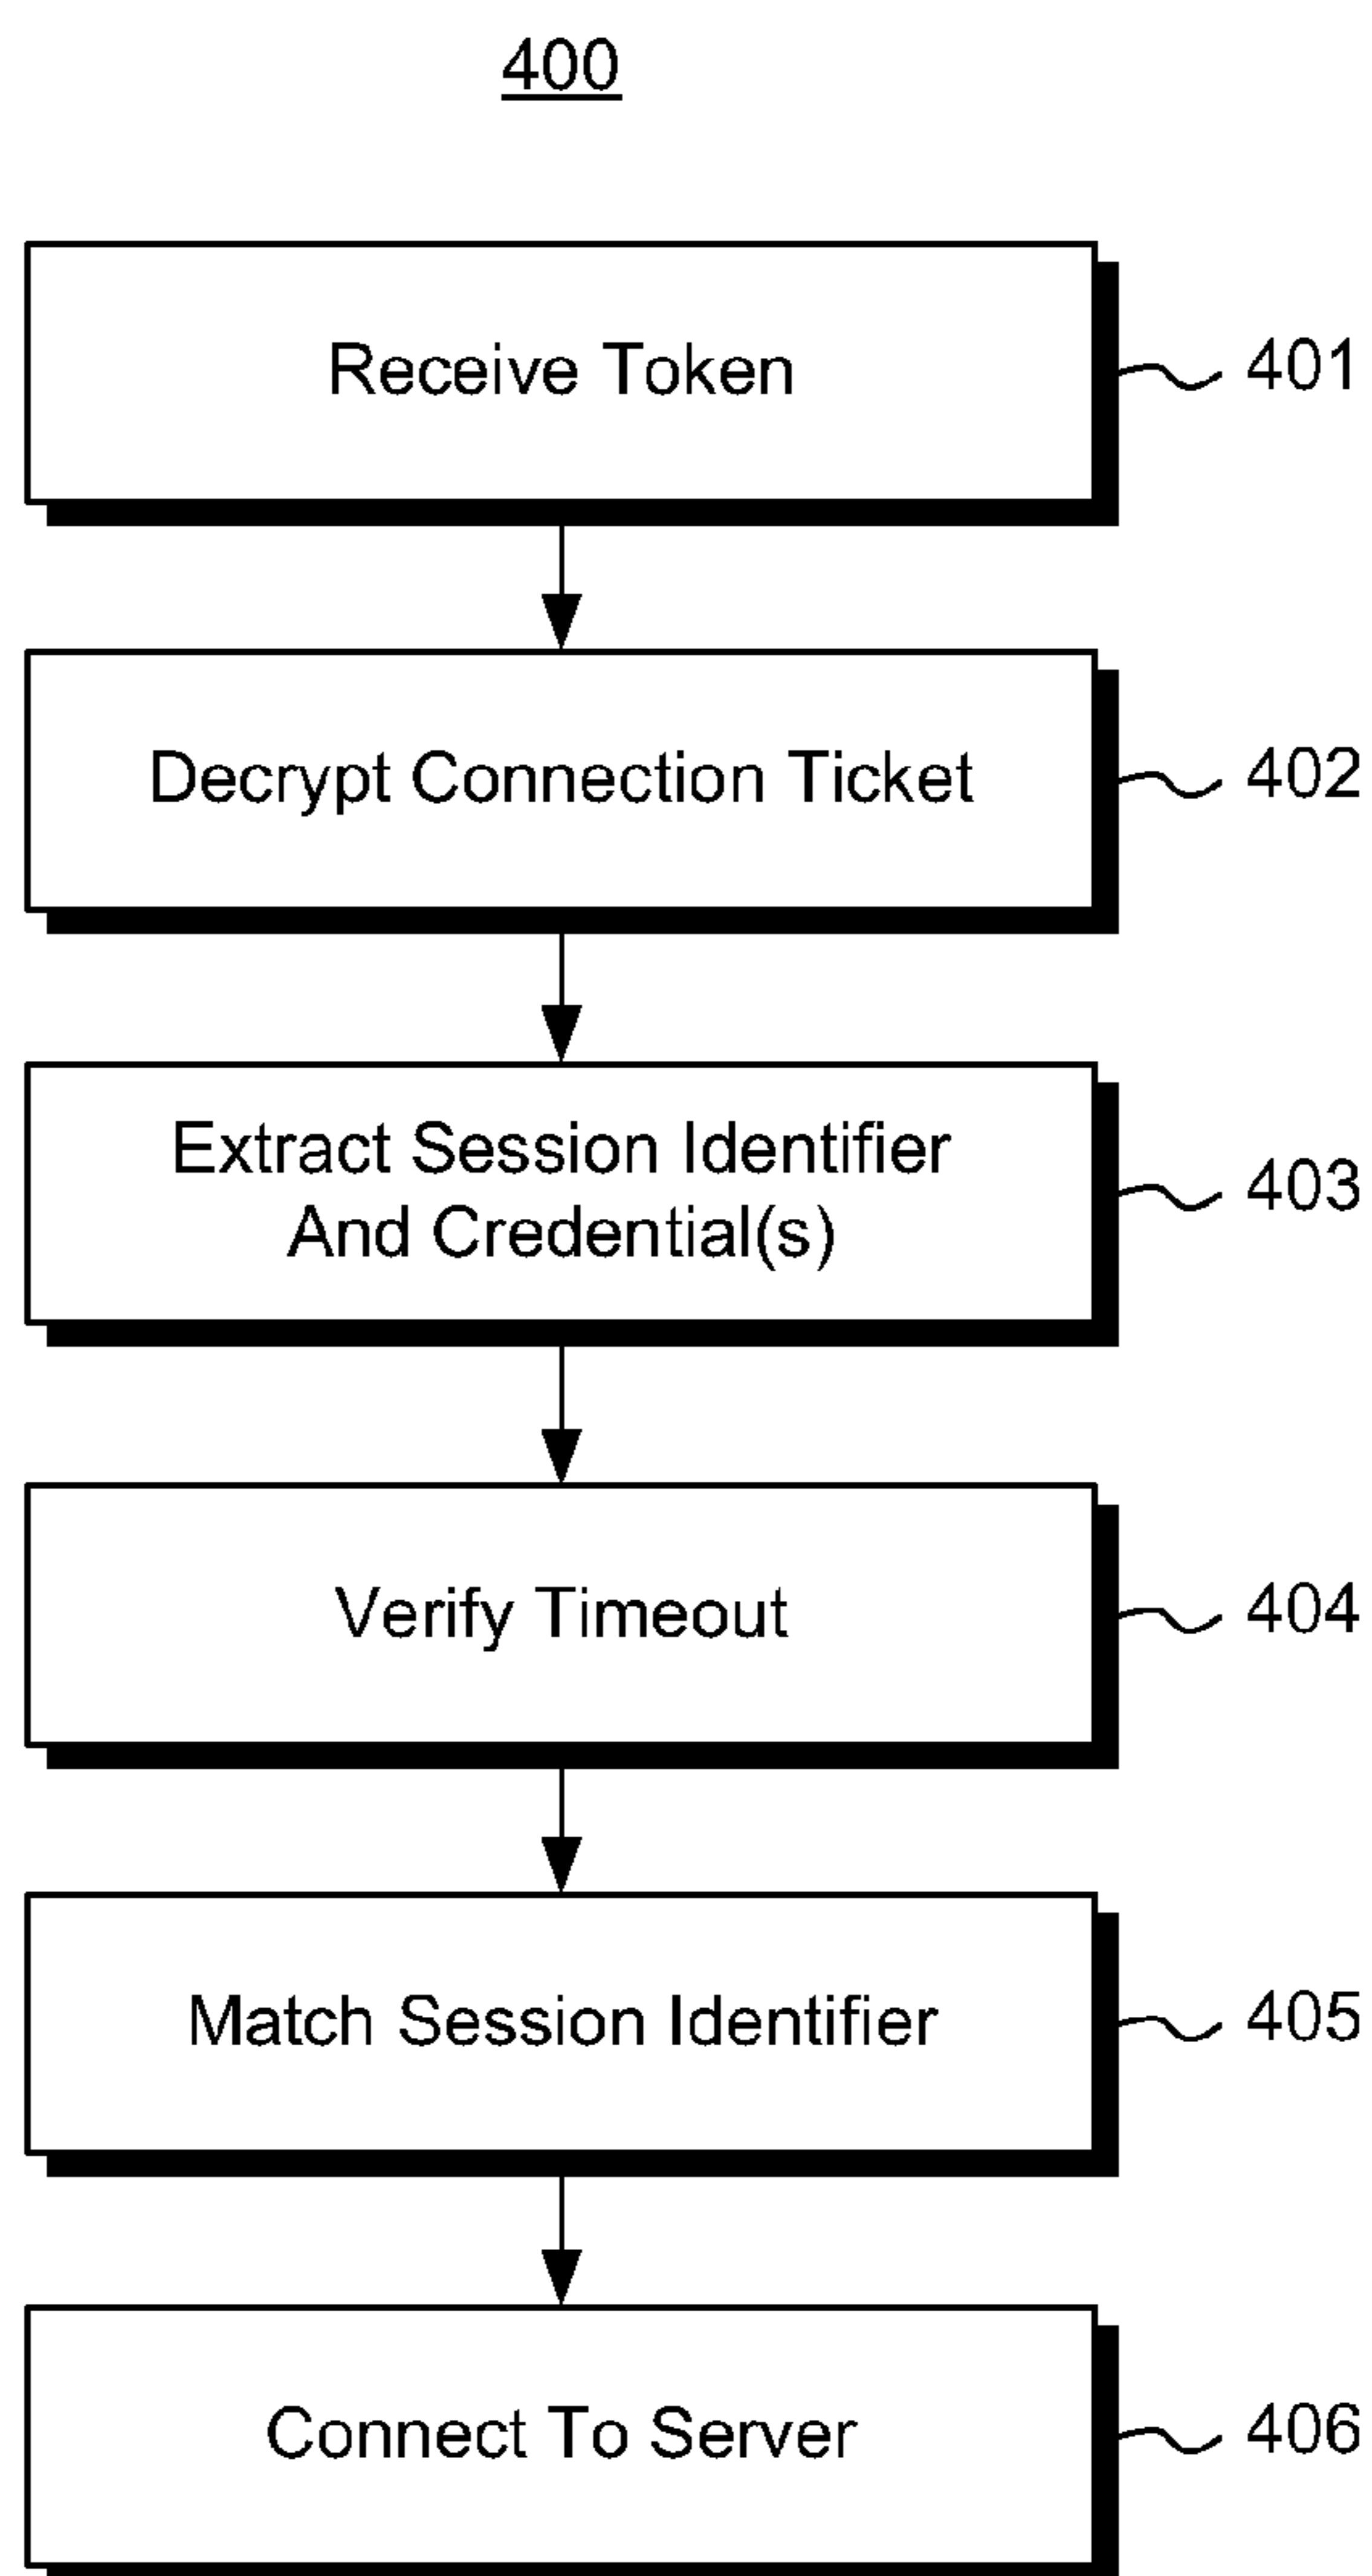 400
Receive Token
401
Decrypt Connection Ticket
402
Extract Session Identifier
And Credential(s)
403
Verify Timeout
404
Match Session Identifier
405
Connect To Server
406